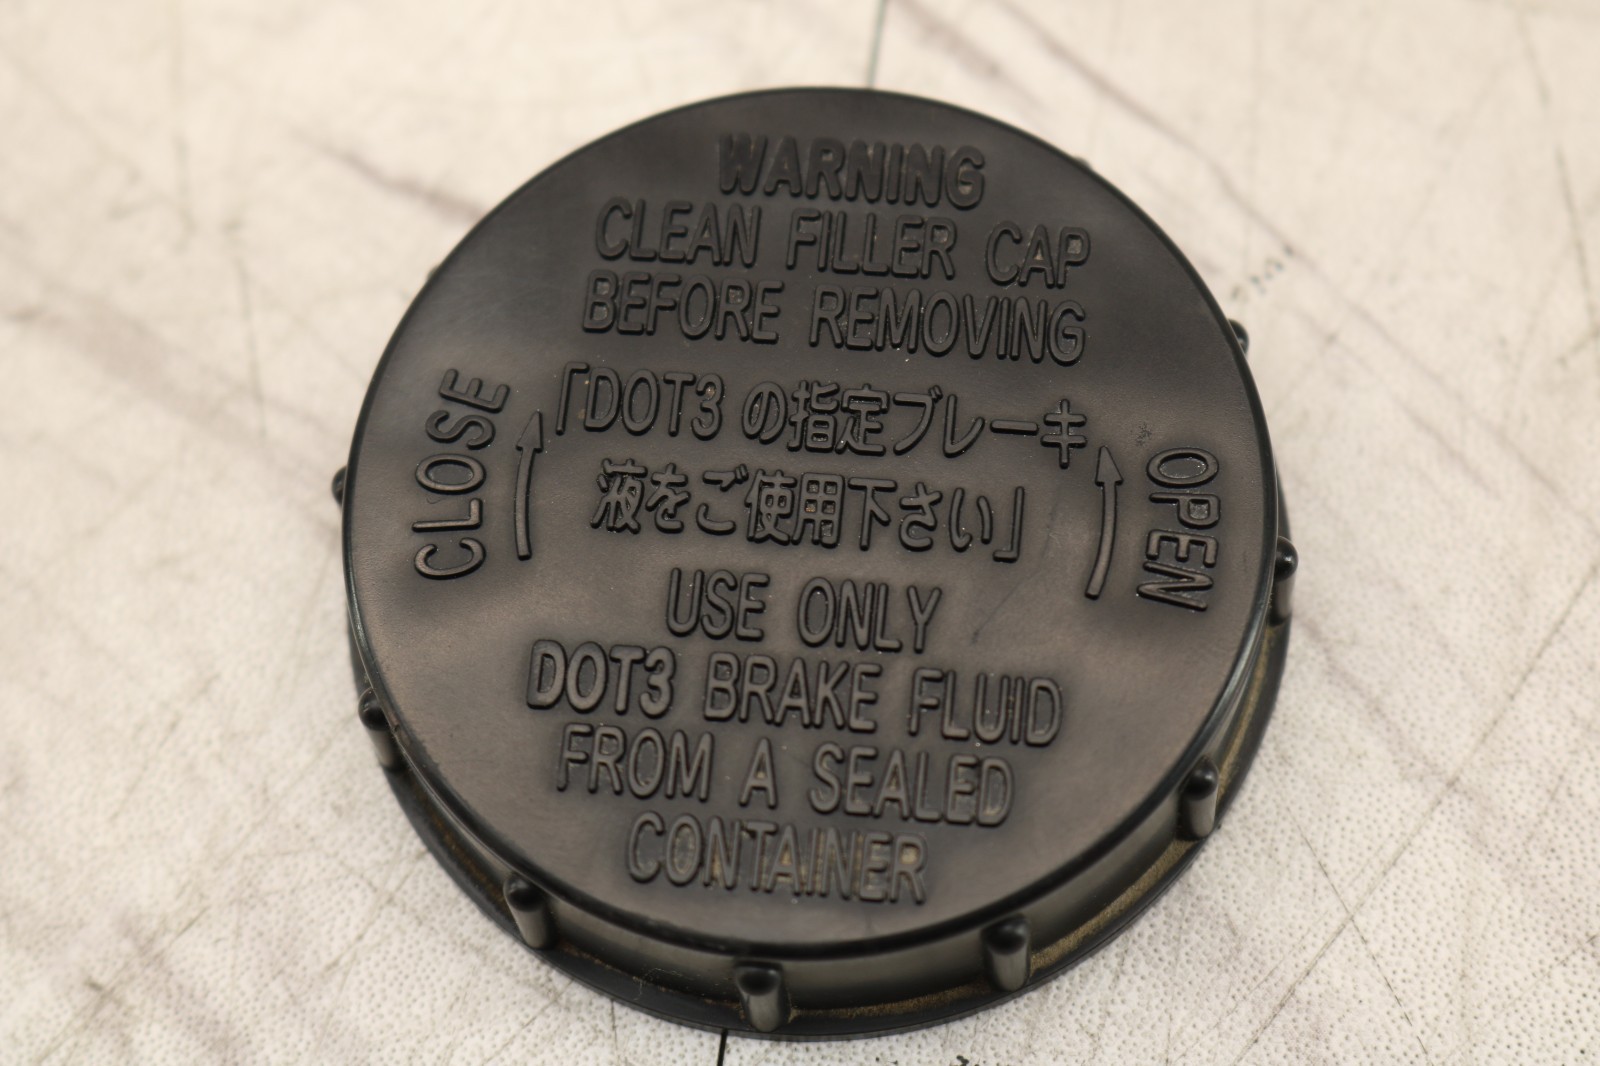 WARNING
CLEAN FILLER CAP
BEFORE REMOVING
CLOSE
「DOT3 の指定ブレーキ
液をご使用下さい」
OPEN
USE ONLY
DOT3 BRAKE FLUID
FROM A SEALED
CONTAINER